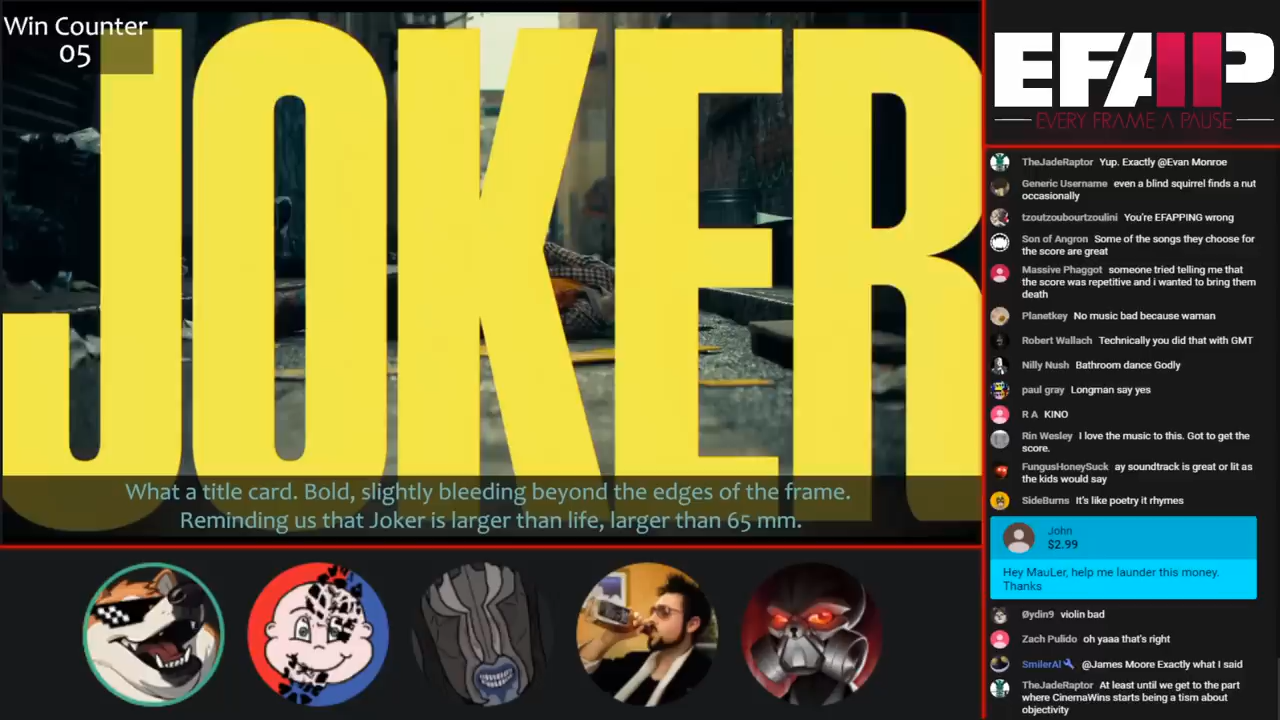 Win Counter
05
JOKER
What a title card. Bold, slightly bleeding beyond the edges of the frame.
Reminding us that Joker is larger than life, larger than 65 mm.
EFAP
EVERY FRAME A PAUSE
TheJadeRaptor Yup. Exactly @Evan Monroe
Generic Username even a blind squirrel finds a nut
occasionally
tzoutzoubourtzoulini You're EFAPPING wrong
Son of Angron Some of the songs they choose for
the score are great
Massive Phaggot someone tried telling me that
the score was repetitive and i wanted to bring them
death
Planetkey No music bad because waman
Robert Wallach Technically you did that with GMT
Nilly Nush Bathroom dance Godly
paul gray Longman say yes
R A KINO
Rin Wesley I love the music to this. Got to get the
score.
FungusHoneySuck ay soundtrack is great or lit as
the kids would say
SideBurns It's like poetry it rhymes
John
$2.99
Hey MauLer, help me launder this money.
Thanks
Øydin9 violin bad
Zach Pulido oh yaaa that's right
SmilerAl @James Moore Exactly what I said
TheJadeRaptor At least until we get to the part
where CinemaWins starts being a tism about
objectivity